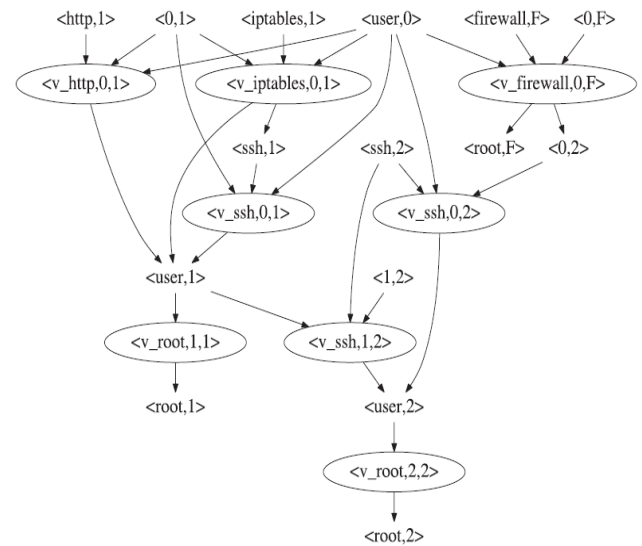 <http,1> <0,1> <iptables,1> <user,0> <firewall,F> <0,F>
<v_http,0,1> <v_iptables,0,1> <v_firewall,0,F>
<ssh,1> <ssh,2> <root,F> <0,2>
<v_ssh,0,1> <v_ssh,0,2>
<user,1> <1,2>
<v_root,1,1> <v_ssh,1,2>
<root,1> <user,2>
<v_root,2,2>
<root,2>